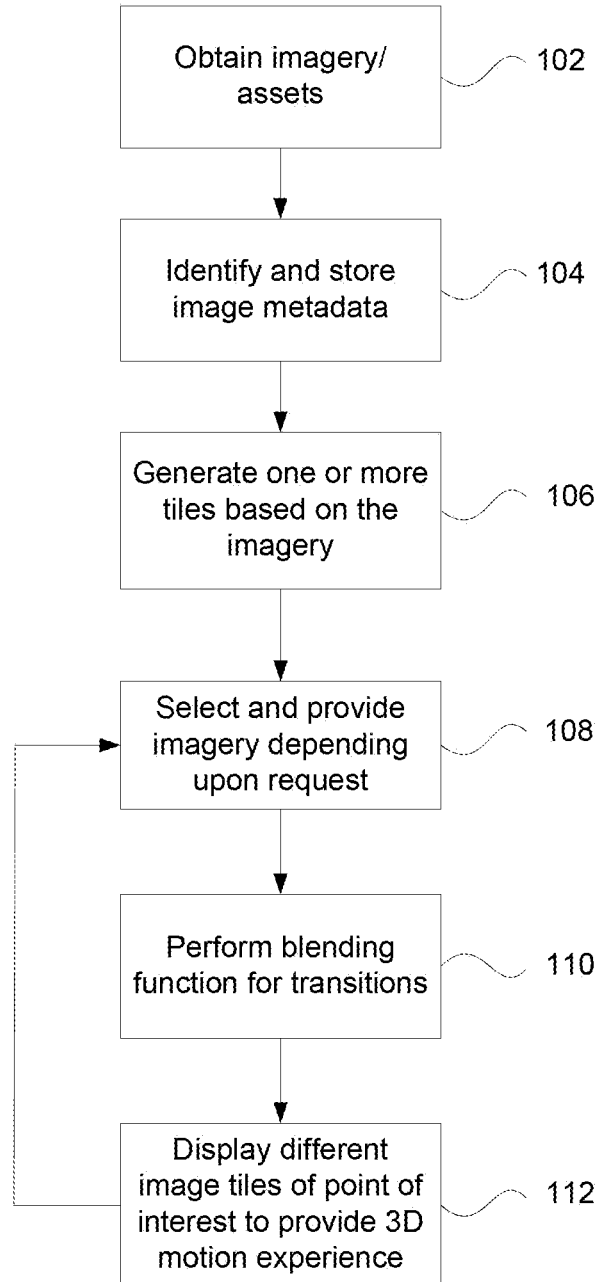 Obtain imagery/
assets
102
Identify and store
image metadata
104
Generate one or more
tiles based on the
imagery
106
Select and provide
imagery depending
upon request
108
Perform blending
function for transitions
110
Display different
image tiles of point of
interest to provide 3D
motion experience
112